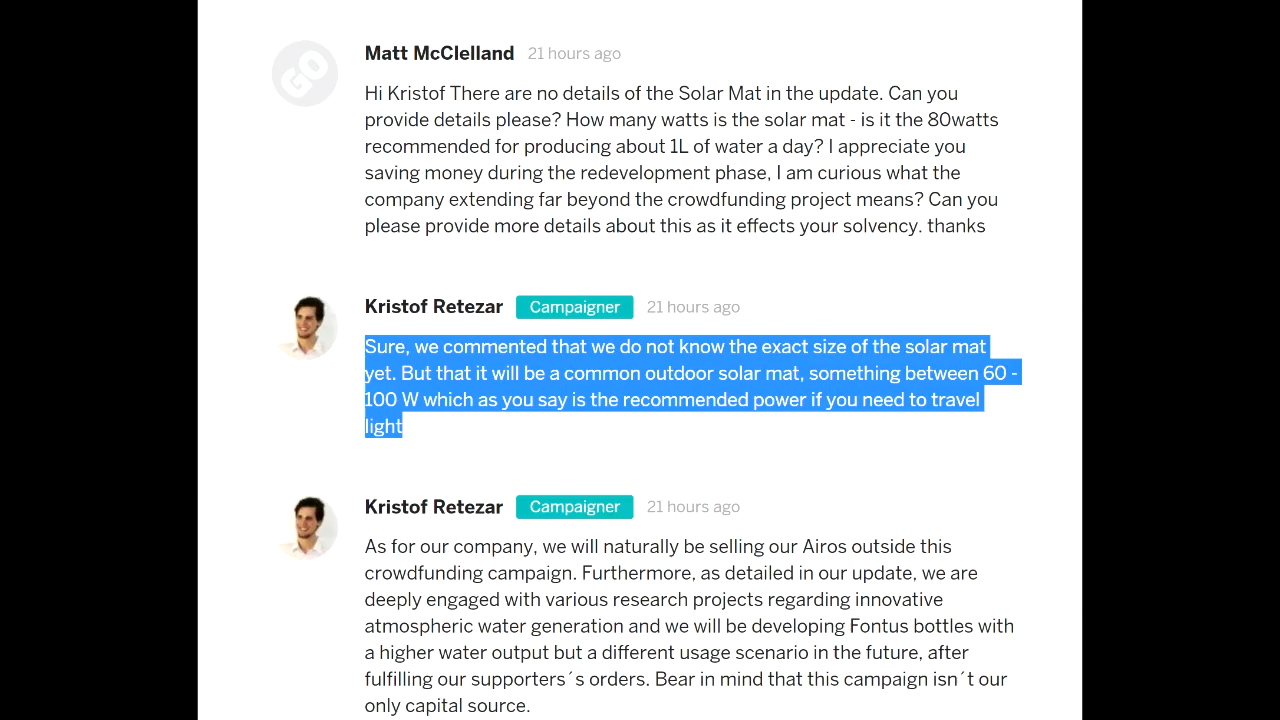 GO
Matt McClelland 21 hours ago
Hi Kristof There are no details of the Solar Mat in the update. Can you
provide details please? How many watts is the solar mat - is it the 80watts
recommended for producing about 1L of water a day? I appreciate you
saving money during the redevelopment phase, I am curious what the
company extending far beyond the crowdfunding project means? Can you
please provide more details about this as it effects your solvency. thanks
Kristof Retezar Campaigner 21 hours ago
Sure, we commented that we do not know the exact size of the solar mat
yet. But that it will be a common outdoor solar mat, something between 60 -
100 W which as you say is the recommended power if you need to travel
light
Kristof Retezar Campaigner 21 hours ago
As for our company, we will naturally be selling our Airos outside this
crowdfunding campaign. Furthermore, as detailed in our update, we are
deeply engaged with various research projects regarding innovative
atmospheric water generation and we will be developing Fontus bottles with
a higher water output but a different usage scenario in the future, after
fulfilling our supporters´s orders. Bear in mind that this campaign isn´t our
only capital source.